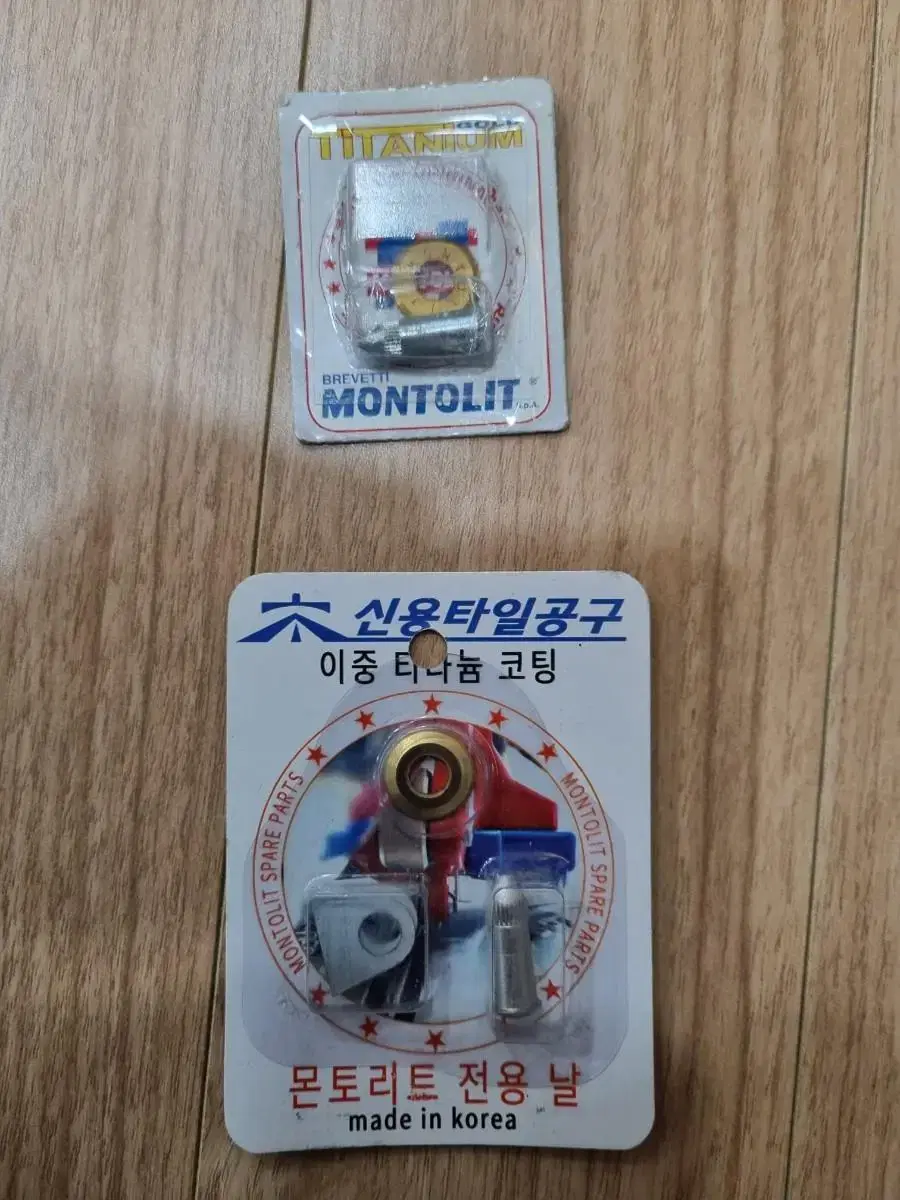 GOLD
TITANIUM
BREVETTI
MONTOLIT ®
S.p.A.
신용타일공구
이중 티타늄 코팅
MONTOLIT SPARE PARTS
MONTOLIT SPARE PARTS
몬토리트 전용 날
made in korea